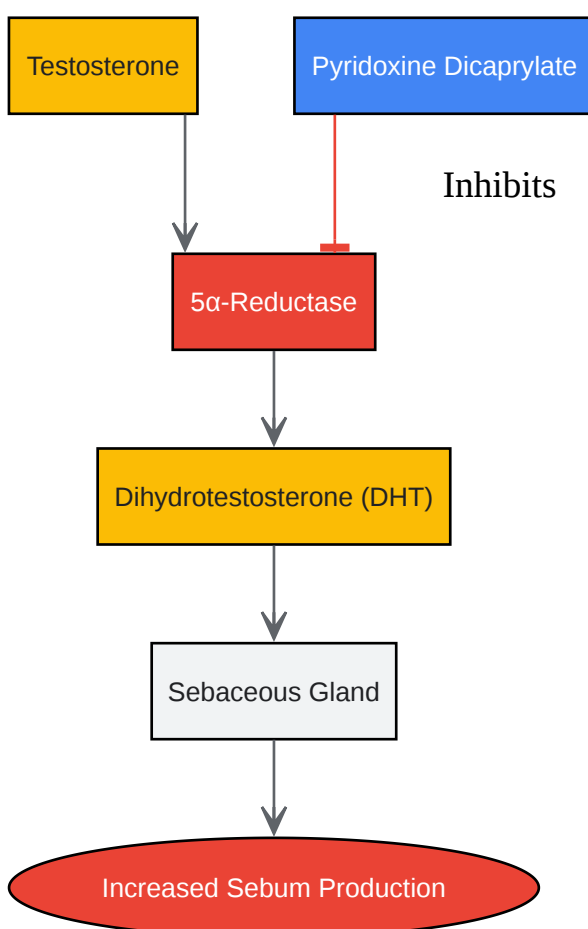 Testosterone
Pyridoxine Dicaprylate
Inhibits
5α-Reductase
Dihydrotestosterone (DHT)
Sebaceous Gland
Increased Sebum Production